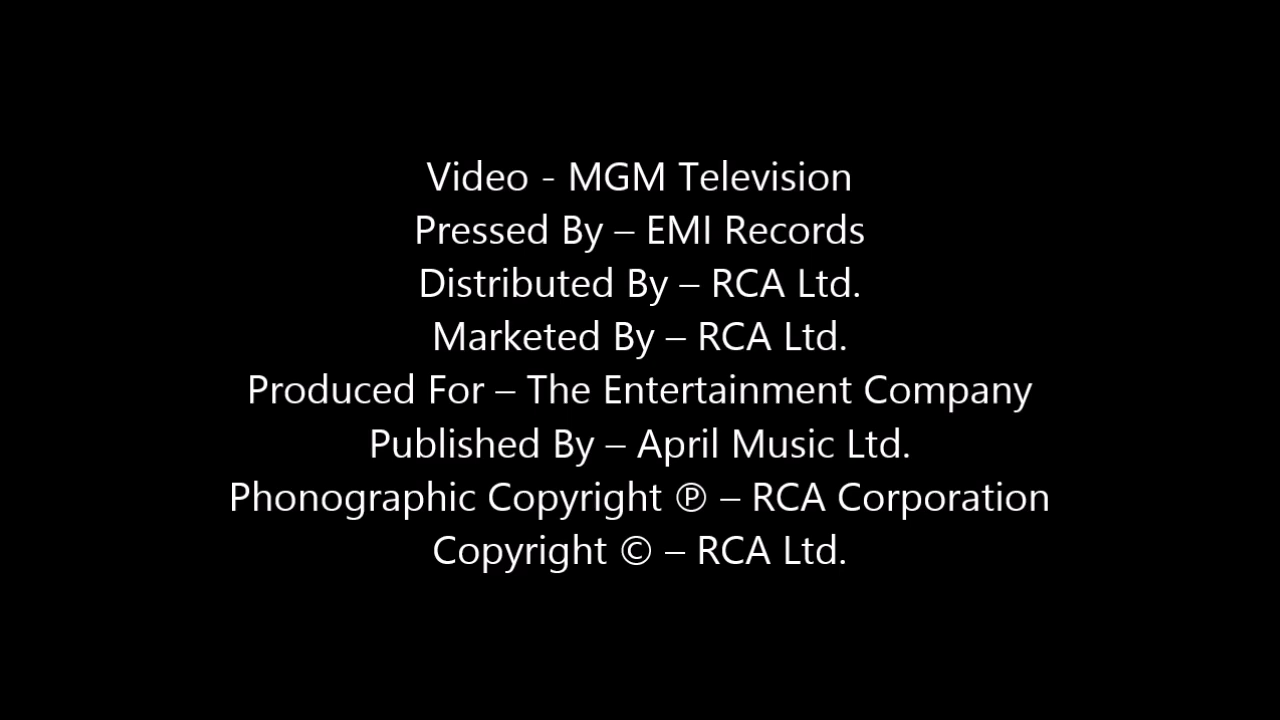 Video - MGM Television
Pressed By – EMI Records
Distributed By – RCA Ltd.
Marketed By – RCA Ltd.
Produced For – The Entertainment Company
Published By – April Music Ltd.
Phonographic Copyright ℗ – RCA Corporation
Copyright © – RCA Ltd.